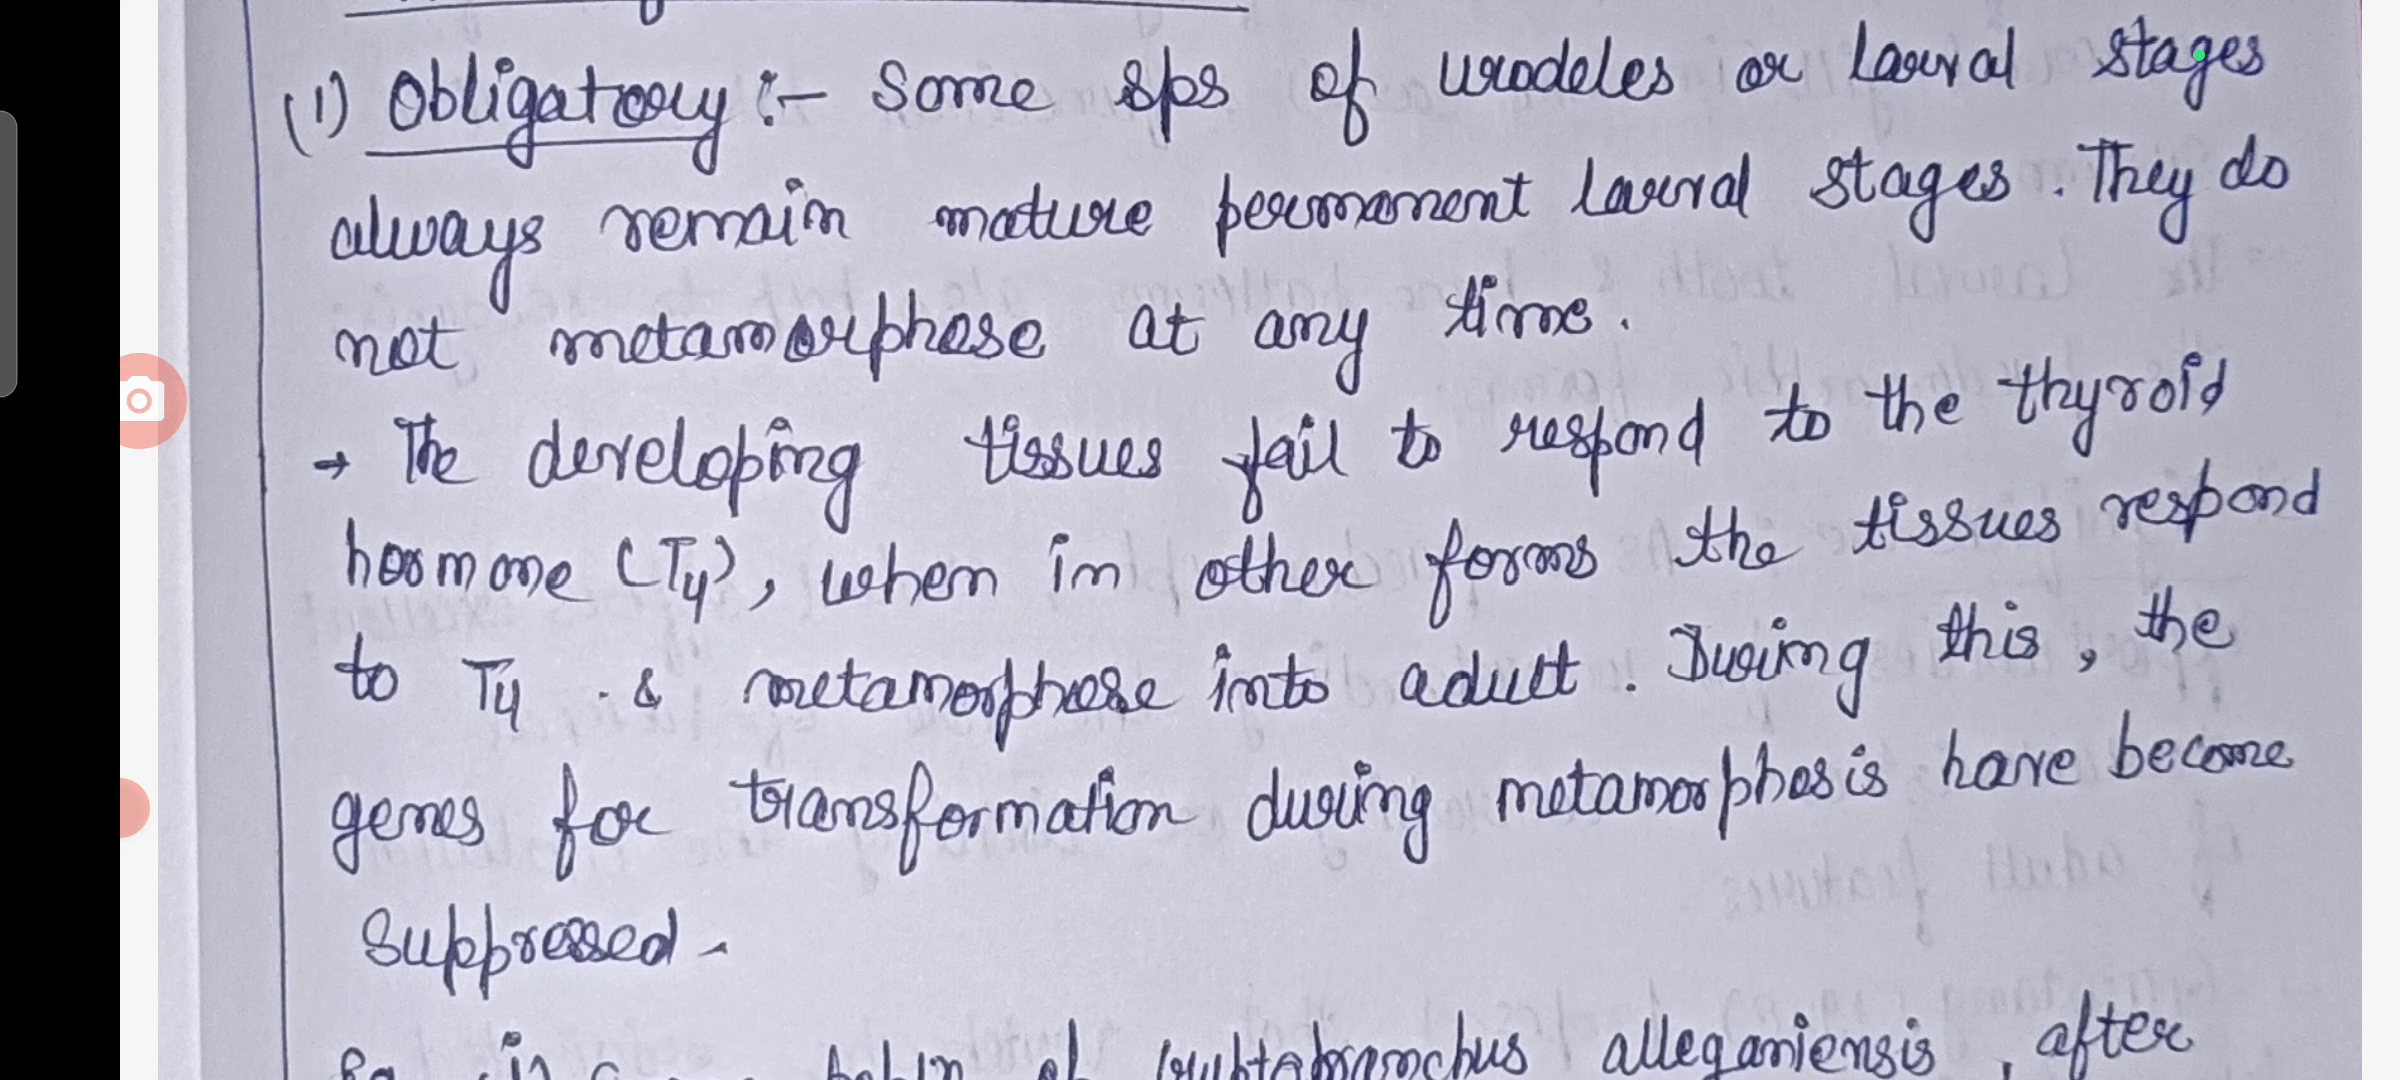 (1) Obligatory :- Some sps of urodeles or larval stages
always remain mature permanent larval stages. They do
not metamorphose at any time.
→ The developing tissues fail to respond to the thyroid
hormone (T4), when in other forms the tissues respond
to T4 . & metamorphose into adult. During this, the
genes for transformation during metamorphosis have become
suppressed -
of alleganiensis, after